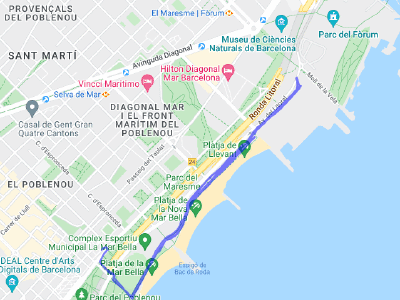 PROVENÇALS
DEL POBLENOU
El Maresme | Fòrum
Museu de Ciències
Naturals de Barcelona
Parc del Fòrum
SANT MARTÍ
Avinguda Diagonal
Hilton Diagonal
Mar Barcelona
Vincci Marítimo
Selva de Mar
Ronda Litoral
Moll de la Vela
Casal de Gent Gran
Quatre Cantons
DIAGONAL MAR
I EL FRONT
MARÍTIM DEL
POBLENOU
Platja de
Llevant
Passeig del Taulat
24
Parc del
Maresme
EL POBLENOU
Carrer de Llull
C. d'Espronceda
Platja de
la Nova
Mar Bella
Complex Esportiu
Municipal La Mar Bella
IDEAL Centre d'Arts
Digitals de Barcelona
Platja de la
Mar Bella
Espigó de
Bac de Roda
Parc del Poblenou